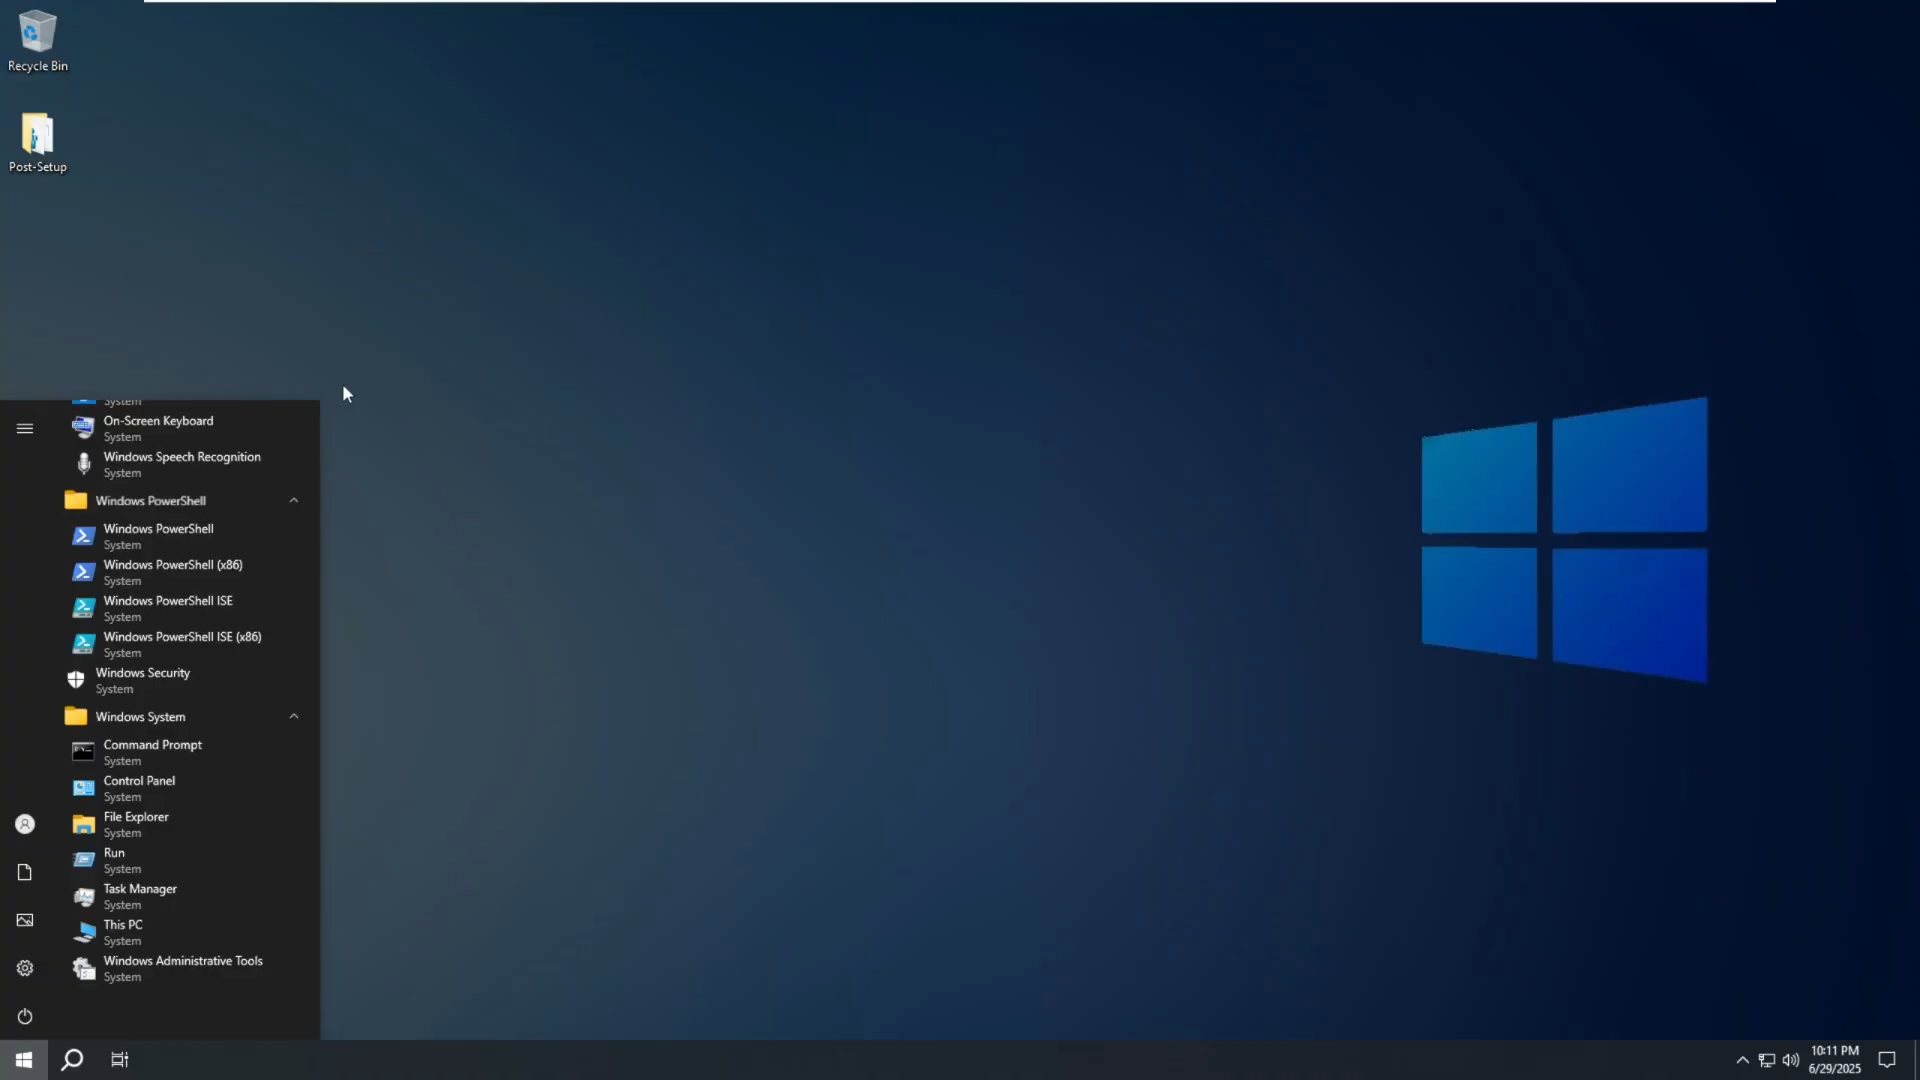 Recycle Bin
Post-Setup
System
On-Screen Keyboard
System
Windows Speech Recognition
System
Windows PowerShell
Windows PowerShell
System
Windows PowerShell (x86)
System
Windows PowerShell ISE
System
Windows PowerShell ISE (x86)
System
Windows Security
System
Windows System
Command Prompt
System
Control Panel
System
File Explorer
System
Run
System
Task Manager
System
This PC
System
Windows Administrative Tools
System
10:11 PM
6/29/2025